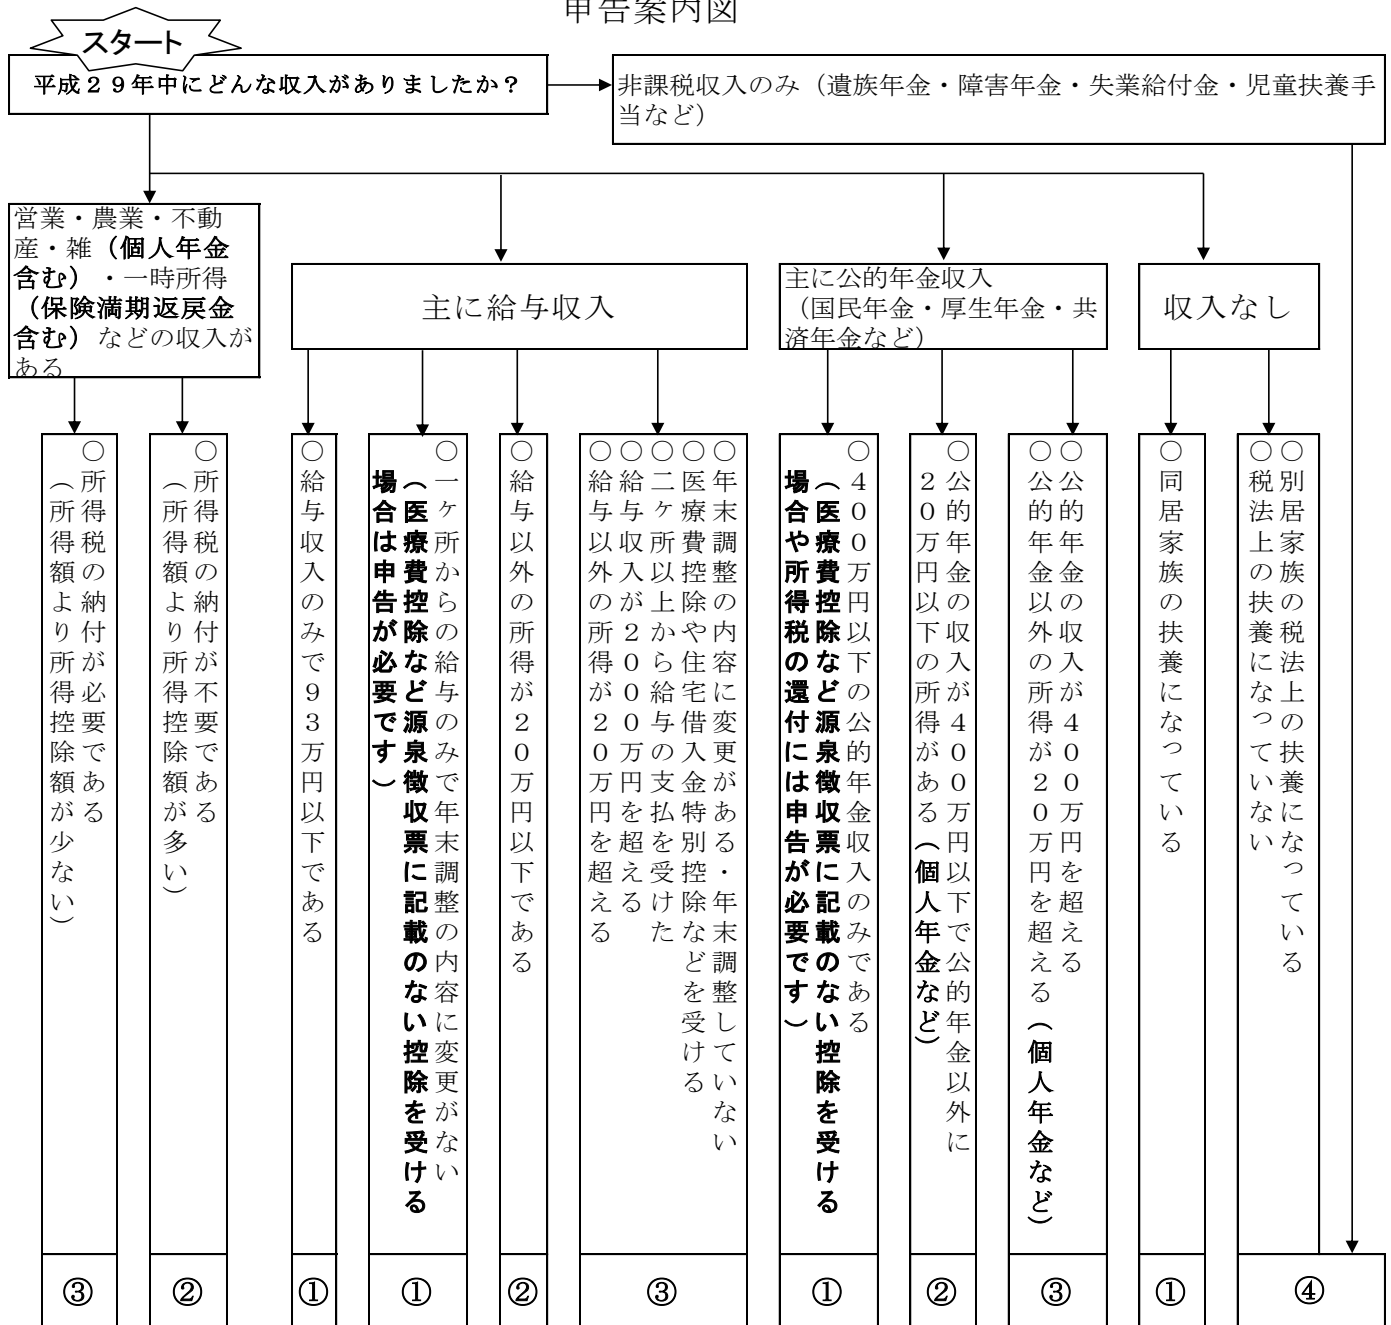 申告案内図
スタート
平成２９年中にどんな収入がありましたか？
非課税収入のみ（遺族年金・障害年金・失業給付金・児童扶養手
当など）
営業・農業・不動
産・雑（個人年金
含む）・一時所得
（保険満期返戻金
含む）などの収入が
ある
主に給与収入
主に公的年金収入
（国民年金・厚生年金・共
済年金など）
収入なし
○所得税の納付が必要である
（所得額より所得控除額が少ない）
○所得税の納付が不要である
（所得額より所得控除額が多い）
○給与収入のみで９３万円以下である
○一ヶ所からの給与のみで年末調整の内容に変更がない
（医療費控除など源泉徴収票に記載のない控除を受ける
場合は申告が必要です）
○給与以外の所得が２０万円以下である
○年末調整の内容に変更がある・年末調整していない
○医療費控除や住宅借入金特別控除などを受ける
○二ヶ所以上から給与の支払を受けた
○給与収入が２０００万円を超える
○給与以外の所得が２０万円を超える
○４００万円以下の公的年金収入のみである
（医療費控除など源泉徴収票に記載のない控除を受ける
場合や所得税の還付には申告が必要です）
○公的年金の収入が４００万円以下で公的年金以外に
２０万円以下の所得がある（個人年金など）
○公的年金の収入が４００万円を超える
○公的年金以外の所得が２０万円を超える（個人年金など）
○同居家族の扶養になっている
○別居家族の税法上の扶養になっている
○税法上の扶養になっていない
③
②
①
①
②
③
①
②
③
①
④